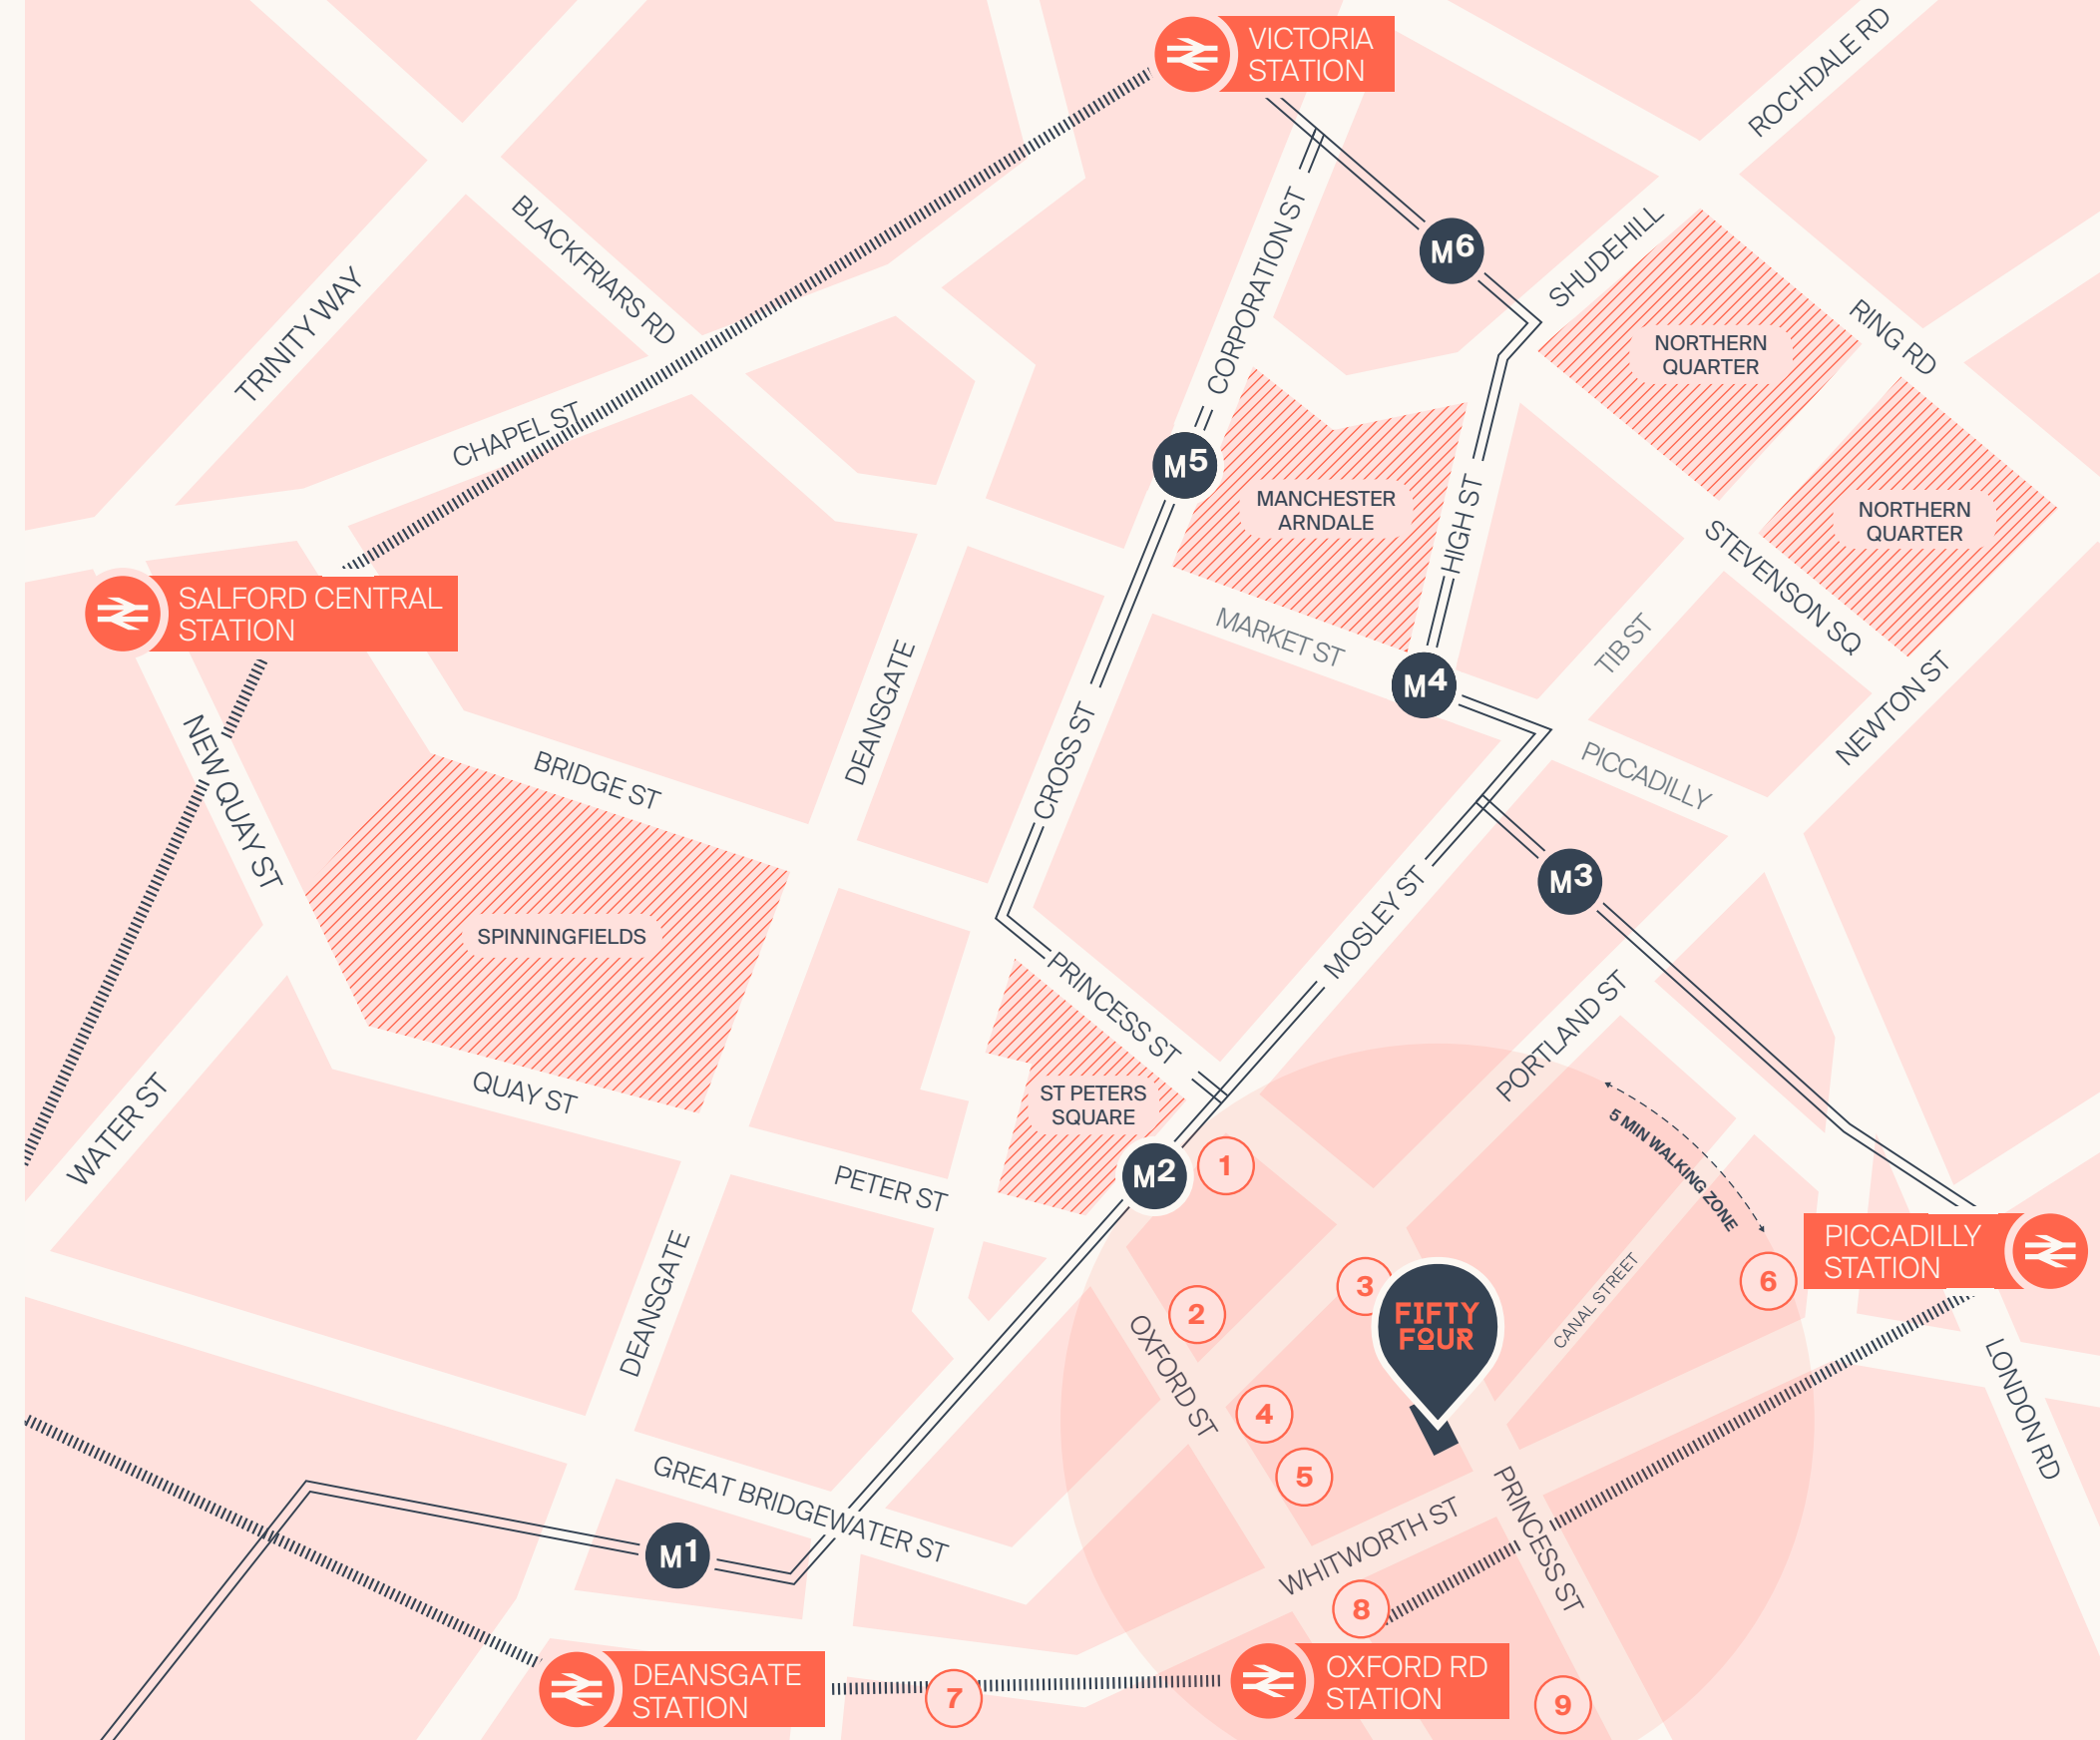 VICTORIA
STATION
ROCHDALE RD
BLACKFRIARS RD
TRINITY WAY
CORPORATION ST
M6
SHUDEHILL
RING RD
NORTHERN
QUARTER
CHAPEL ST
M5
MANCHESTER
ARNDALE
HIGH ST
NORTHERN
QUARTER
STEVENSON SQ
SALFORD CENTRAL
STATION
MARKET ST
TIB ST
M4
NEWTON ST
DEANSGATE
CROSS ST
NEW QUAY ST
BRIDGE ST
PICCADILLY
M3
MOSLEY ST
SPINNINGFIELDS
PRINCESS ST
PORTLAND ST
QUAY ST
WATER ST
ST PETERS
SQUARE
5 MIN WALKING ZONE
M2
1
PETER ST
PICCADILLY
STATION
6
3
2
FIFTY
FOUR
CANAL STREET
DEANSGATE
OXFORD ST
4
5
LONDON RD
GREAT BRIDGEWATER ST
M1
WHITWORTH ST
PRINCESS ST
8
DEANSGATE
STATION
7
OXFORD RD
STATION
9